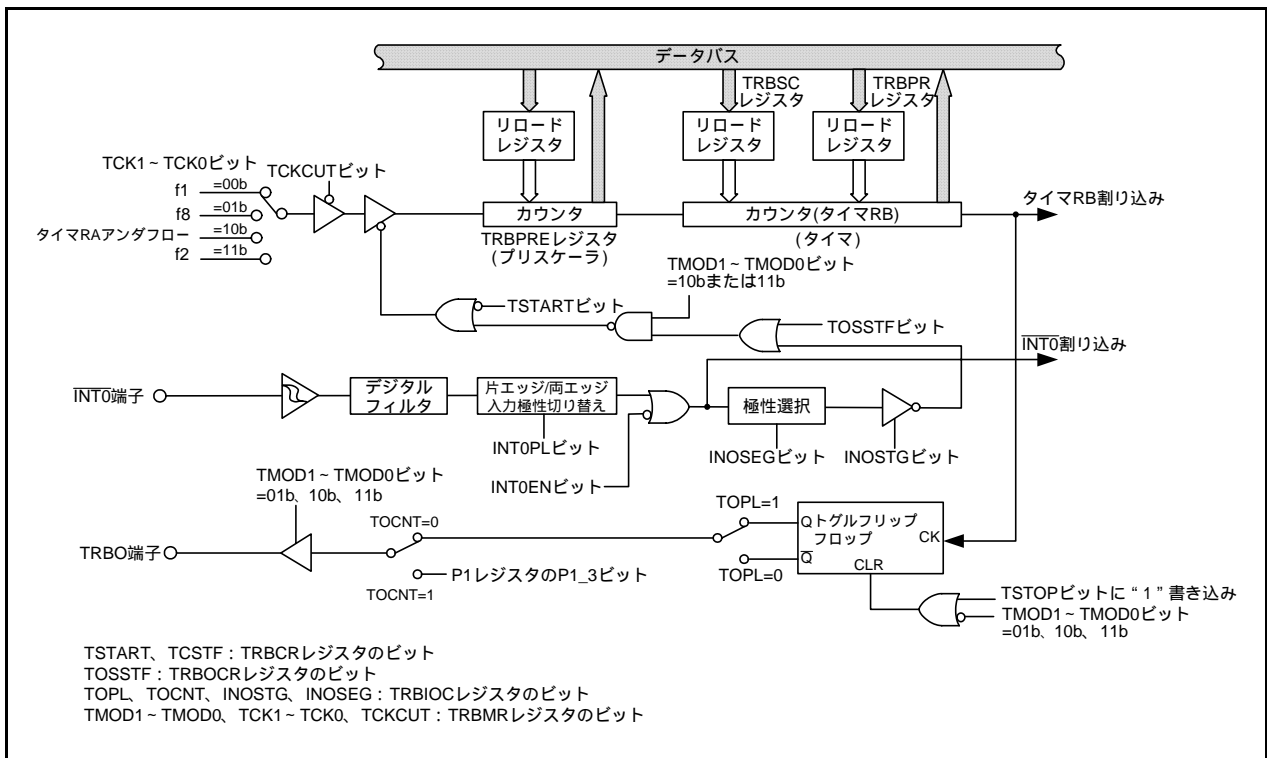 データバス
TRBSC
レジスタ
TRBPR
レジスタ
リロード
レジスタ
リロード
レジスタ
リロード
レジスタ
TCK1～TCK0ビット
TCKCUTビット
f1
=00b
f8
=01b
タイマRAアンダフロー
=10b
f2
=11b
カウンタ
TRBPREレジスタ
(プリスケーラ)
カウンタ(タイマRB)
(タイマ)
タイマRB割り込み
TMOD1～TMOD0ビット
=10bまたは11b
TSTARTビット
TOSSTFビット
INT0割り込み
INT0端子
デジタル
フィルタ
片エッジ/両エッジ
入力極性切り替え
極性選択
INT0PLビット
INOSEGビット
INOSTGビット
INT0ENビット
TMOD1～TMOD0ビット
=01b、10b、11b
TOPL=1
TOCNT=0
Q
トグルフリップ
フロップ
CK
TRBO端子
Q
CLR
TOPL=0
P1レジスタのP1_3ビット
TOCNT=1
TSTOPビットに“1”書き込み
TMOD1～TMOD0ビット
=01b、10b、11b
TSTART、TCSTF：TRBCRレジスタのビット
TOSSTF：TRBOCRレジスタのビット
TOPL、TOCNT、INOSTG、INOSEG：TRBIOCレジスタのビット
TMOD1～TMOD0、TCK1～TCK0、TCKCUT：TRBMRレジスタのビット